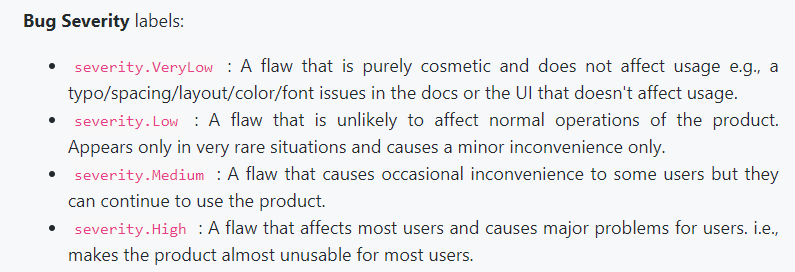 Bug Severity labels:
• severity.VeryLow : A flaw that is purely cosmetic and does not affect usage e.g., a
typo/spacing/layout/color/font issues in the docs or the UI that doesn't affect usage.
• severity.Low : A flaw that is unlikely to affect normal operations of the product.
Appears only in very rare situations and causes a minor inconvenience only.
• severity.Medium : A flaw that causes occasional inconvenience to some users but they
can continue to use the product.
• severity.High : A flaw that affects most users and causes major problems for users. i.e.,
makes the product almost unusable for most users.